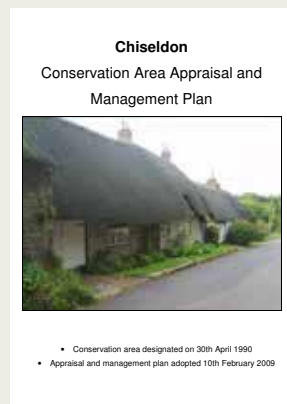 Chiseldon
Conservation Area Appraisal and
Management Plan
• Conservation area designated on 30th April 1990
• Appraisal and management plan adopted 10th February 2009